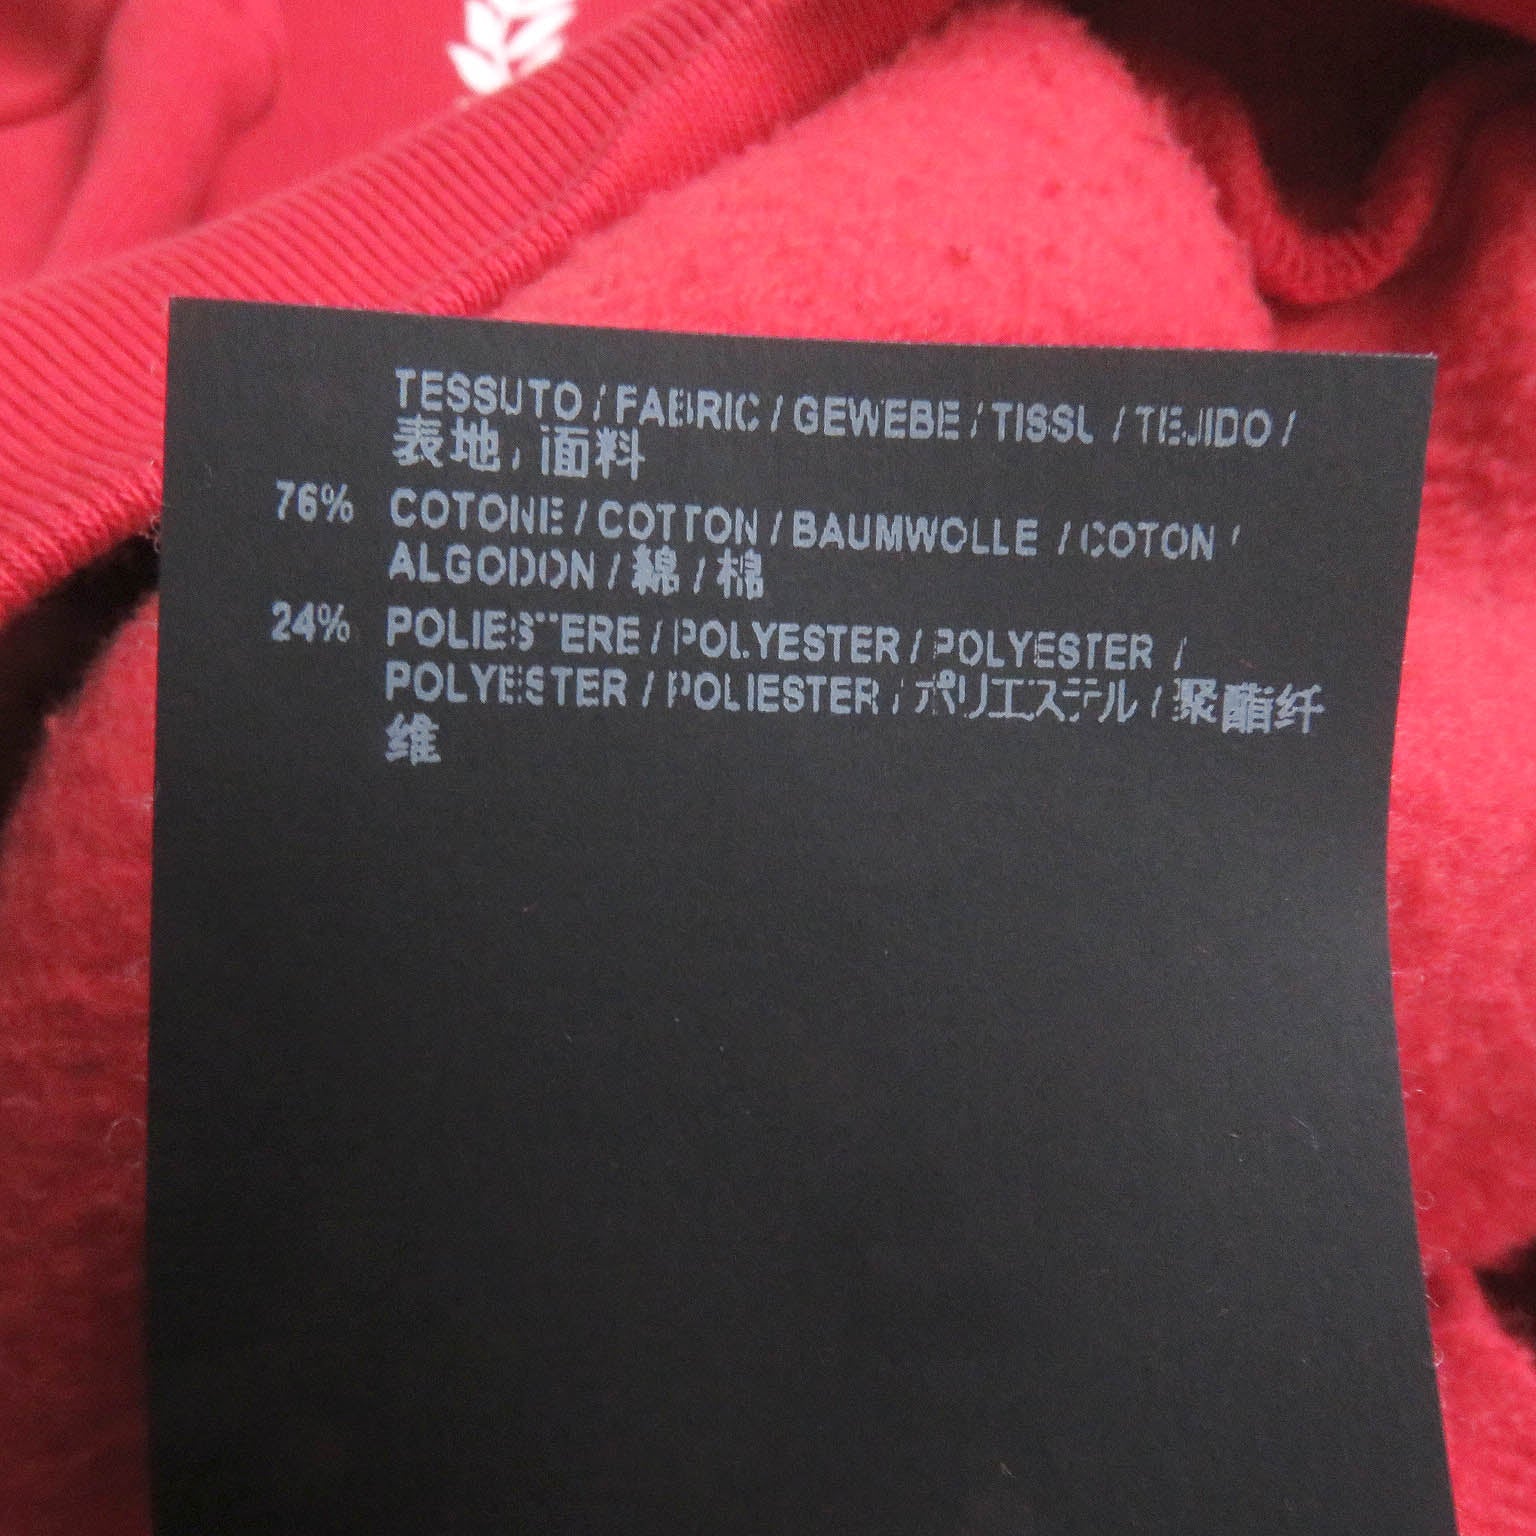 TESSUTO / FABRIC / GEWEBE / TISSU / TEJIDO /
表地 / 面料
76% COTONE / COTTON / BAUMWOLLE / COTON /
ALGODON / 綿 / 棉
24% POLIESTERE / POLYESTER / POLYESTER /
POLYESTER / POLIESTER / ポリエステル / 聚酯纤
维